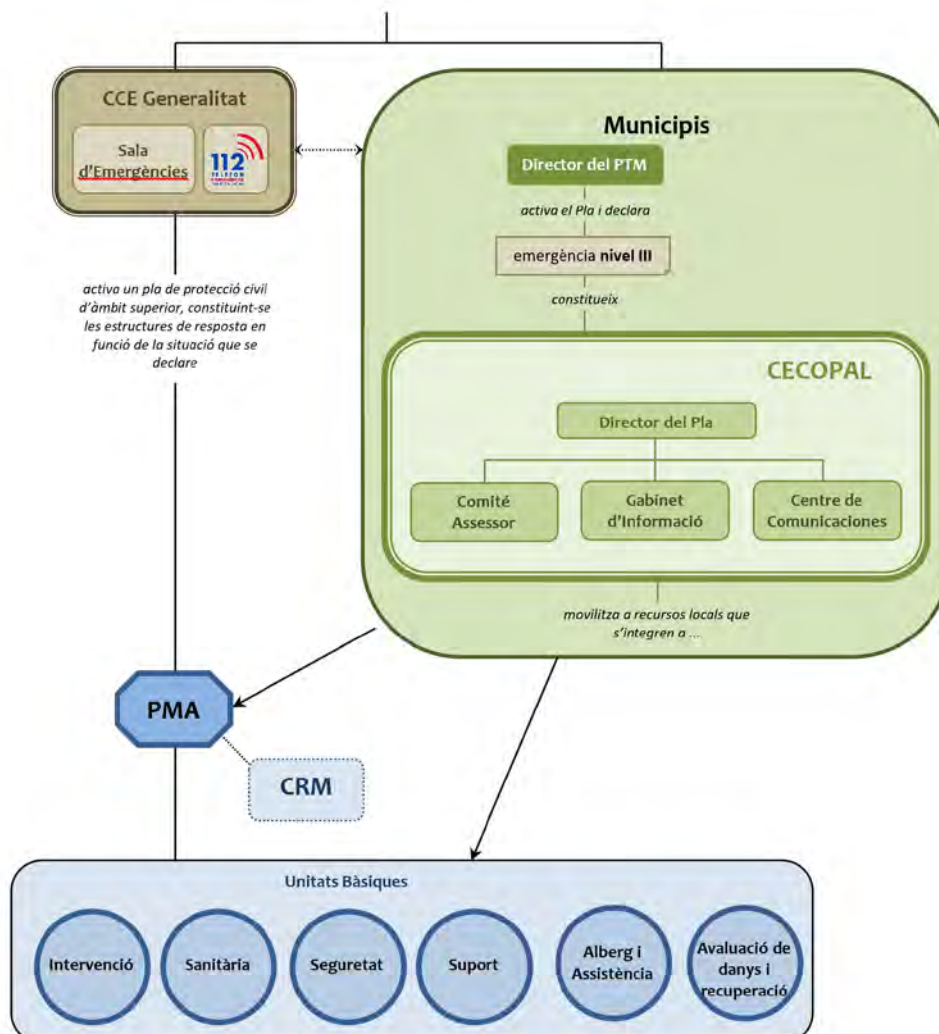 CCE Generalitat
Sala
d'Emergències
112
Municipis
Director del PTM
activa el Pla i declara
emergència nivel III
constitueix
activa un pla de protecció civil
d'àmbit superior, constituint-se
les estructures de resposta en
funció de la situació que se
declare
CECOPAL
Director del Pla
Comité
Assessor
Gabinet
d'Informació
Centre de
Comunicaciones
movilitza a recursos locals que
s'integren a ...
PMA
CRM
Unitats Bàsiques
Intervenció
Sanitària
Seguretat
Suport
Alberg i
Assistència
Avaluació de
danys i
recuperació